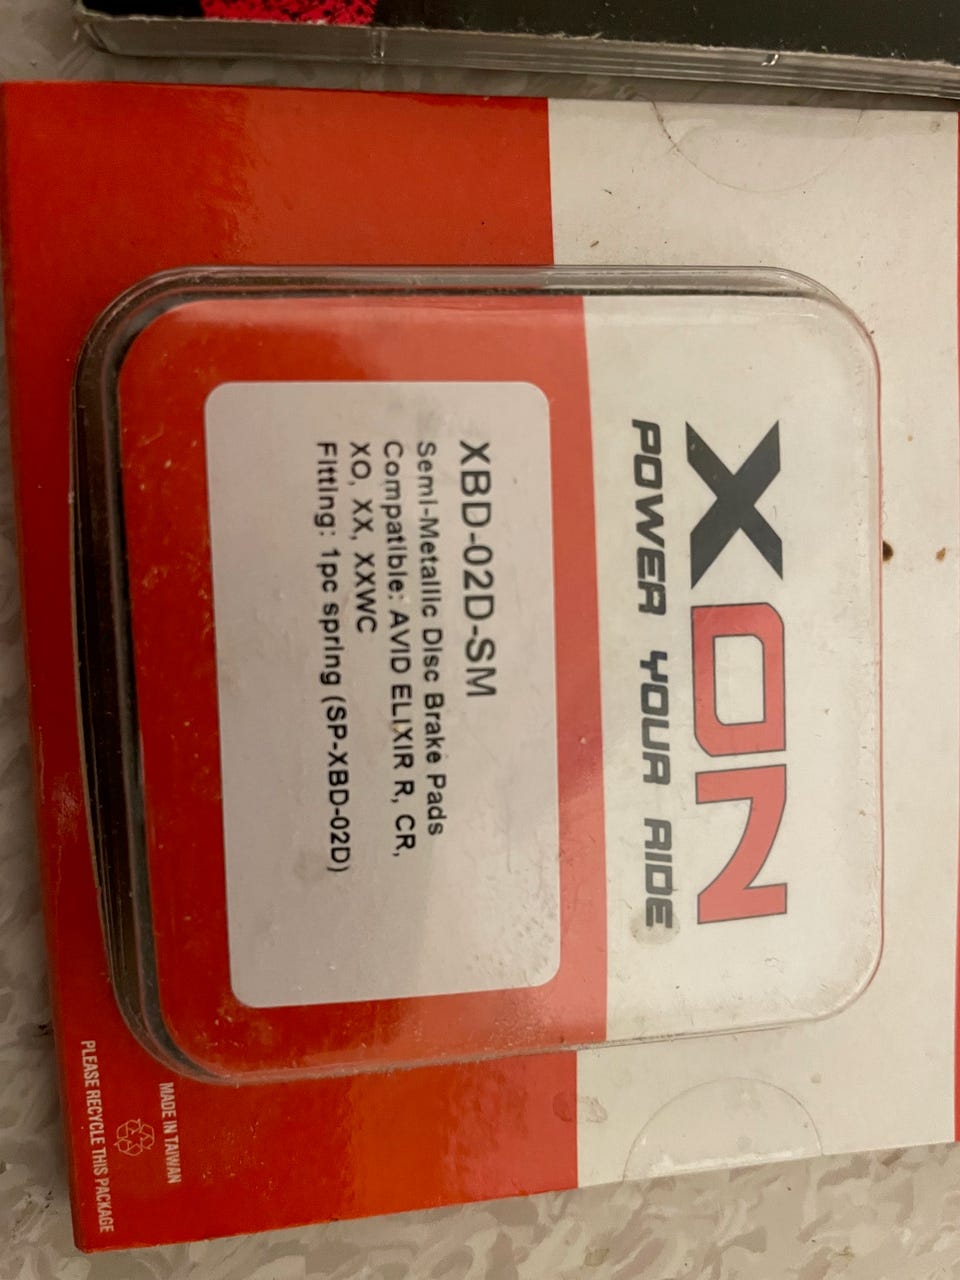 XON
POWER YOUR RIDE
XBD-02D-SM
Semi-Metallic Disc Brake Pads
Compatible: AVID ELIXIR R, CR,
XO, XX, XXWC
Fitting: 1pc spring (SP-XBD-02D)
MADE IN TAIWAN
PLEASE RECYCLE THIS PACKAGE